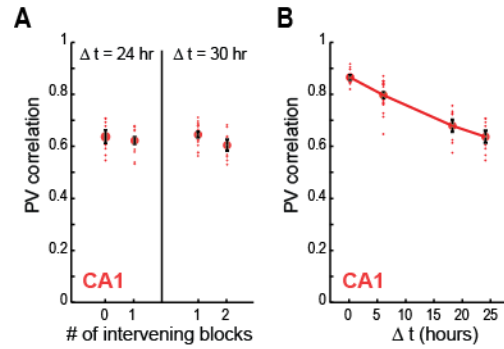 A
Δ t = 24 hr
Δ t = 30 hr
PV correlation
1
0.8
0.6
0.4
0.2
0
CA1
0 1 1 2
# of intervening blocks
B
PV correlation
1
0.8
0.6
0.4
0.2
0
CA1
0 5 10 15 20 25
Δ t (hours)